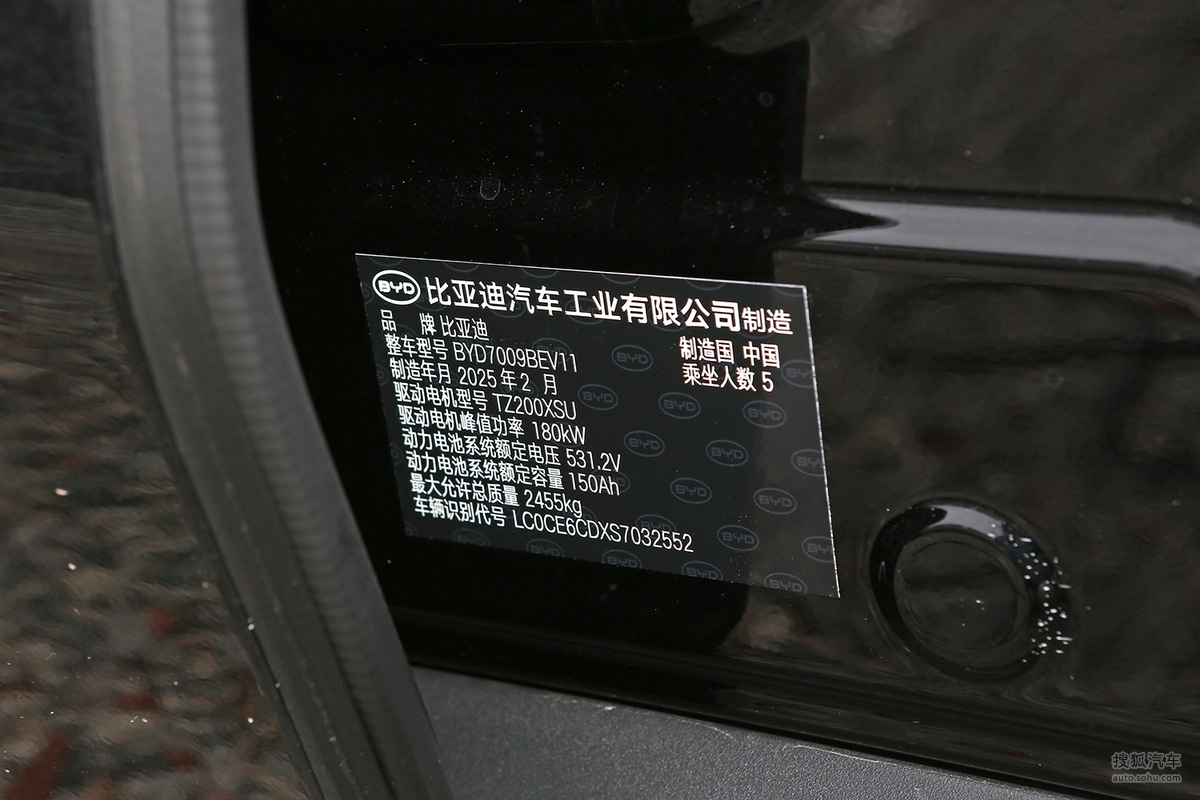 BYD 比亚迪汽车工业有限公司制造
品 牌 比亚迪
制造国 中国
整车型号 BYD7009BEV11
乘坐人数 5
制造年月 2025年2 月
驱动电机型号 TZ200XSU
驱动电机峰值功率 180kW
动力电池系统额定电压 531.2V
动力电池系统额定容量 150Ah
最大允许总质量 2455kg
车辆识别代号 LC0CE6CDXS7032552
搜狐汽车
auto.sohu.com